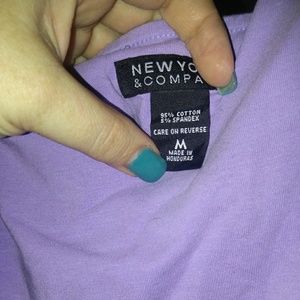 NEW YO
& COMPA
95% COTTON
5% SPANDEX
CARE ON REVERSE
M
MADE IN
HONDURAS